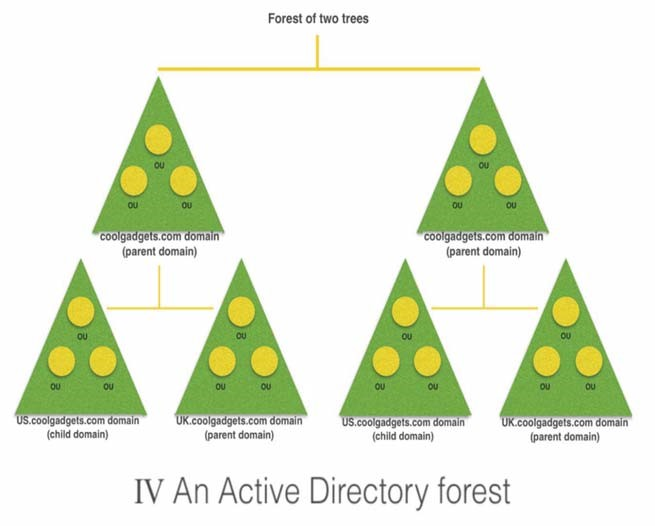 Forest of two trees
OU
OU
OU
OU
OU
OU
coolgadgets.com domain
(parent domain)
coolgadgets.com domain
(parent domain)
OU
OU
OU
OU
OU
OU
OU
OU
OU
OU
OU
OU
US.coolgadgets.com domain
(child domain)
UK.coolgadgets.com domain
(parent domain)
US.coolgadgets.com domain
(child domain)
UK.coolgadgets.com domain
(parent domain)
IV An Active Directory forest